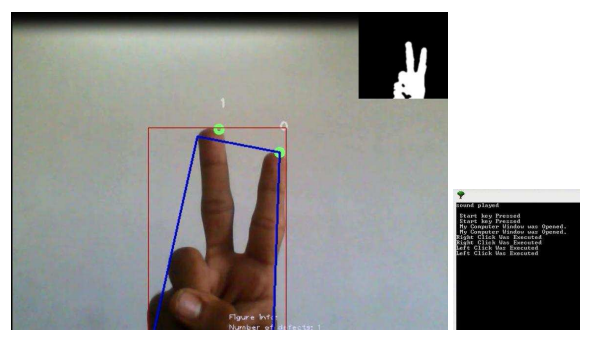 1
0
Figure info
Number of defects: 1
sound played
Start key Pressed
Start key Pressed
My Computer Window was Opened.
My Computer Window was Opened.
Right Click Was Executed
Right Click Was Executed
Left Click Was Executed
Left Click Was Executed